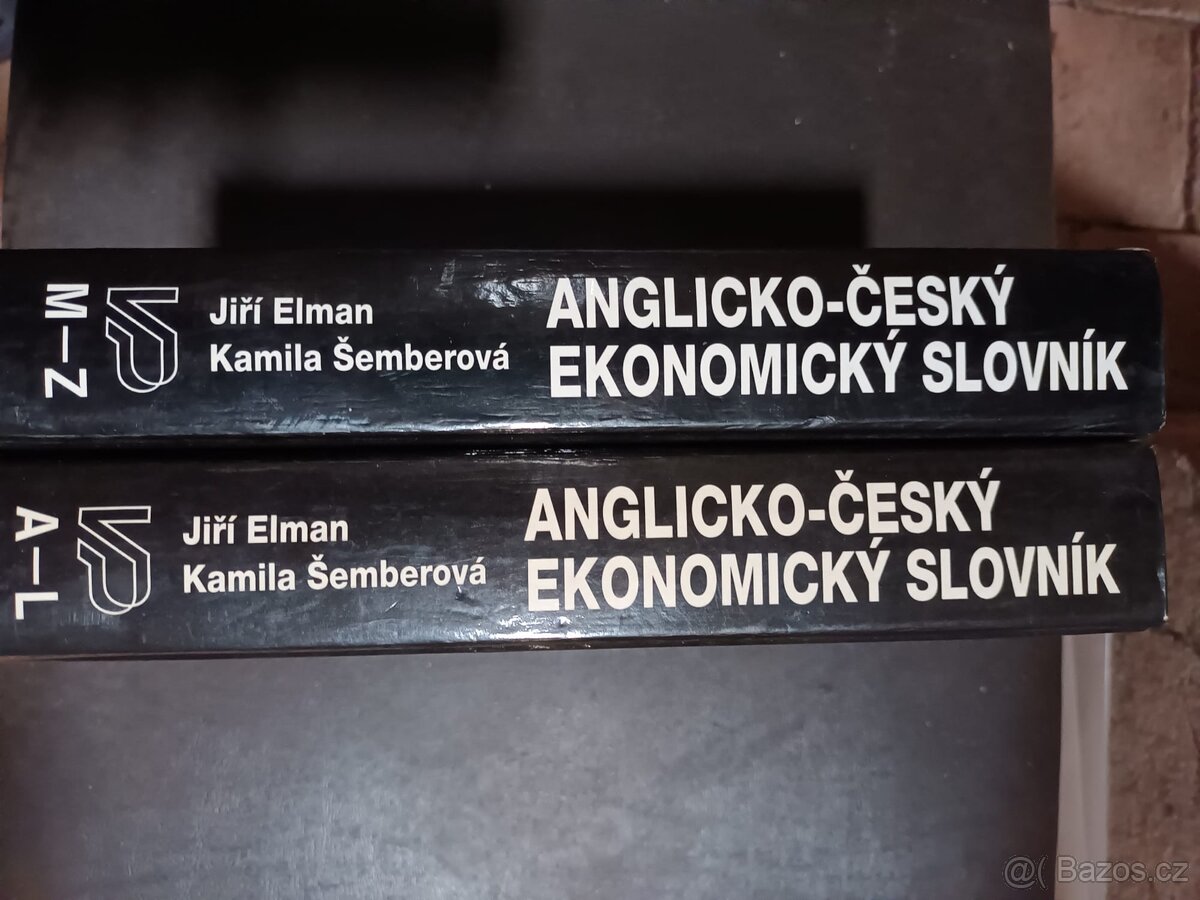 M–Z
Jiří Elman
Kamila Šemberová
ANGLICKO-ČESKÝ
EKONOMICKÝ SLOVNÍK
A–L
Jiří Elman
Kamila Šemberová
ANGLICKO-ČESKÝ
EKONOMICKÝ SLOVNÍK
@( Bazos.cz